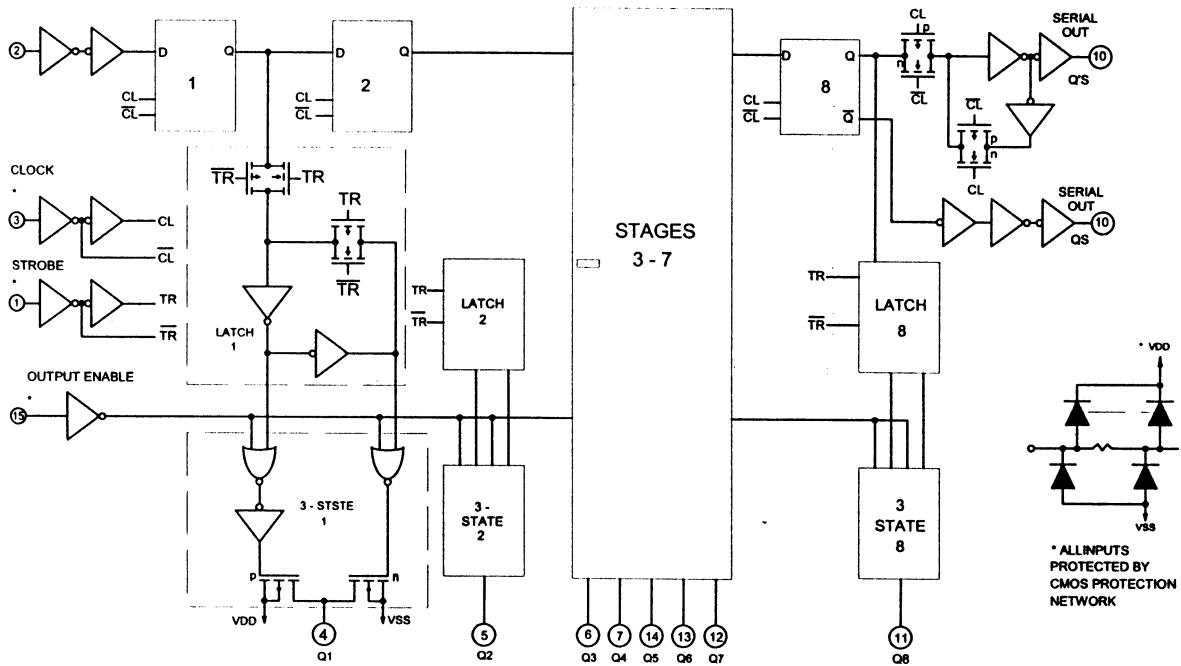 CL
SERIAL
OUT
p
2
D
Q
D
Q
D
Q
n
10
1
2
8
Q'S
CL
CL
CL
CL
CL
CL
CL
Q
CL
p
n
CL
CLOCK
*
TR
TR
TR
SERIAL
OUT
3
CL
STAGES
3 - 7
10
QS
CL
STROBE
*
TR
TR
TR
1
TR
LATCH
2
LATCH
8
TR
LATCH
1
TR
TR
* VDD
OUTPUT ENABLE
*
15
3 - STSTE
1
3 -
STATE
2
3
STATE
8
VSS
* ALLINPUTS
PROTECTED BY
CMOS PROTECTION
NETWORK
p
n
VDD
VSS
4
5
6
7
14
13
12
11
Q1
Q2
Q3
Q4
Q5
Q6
Q7
Q8